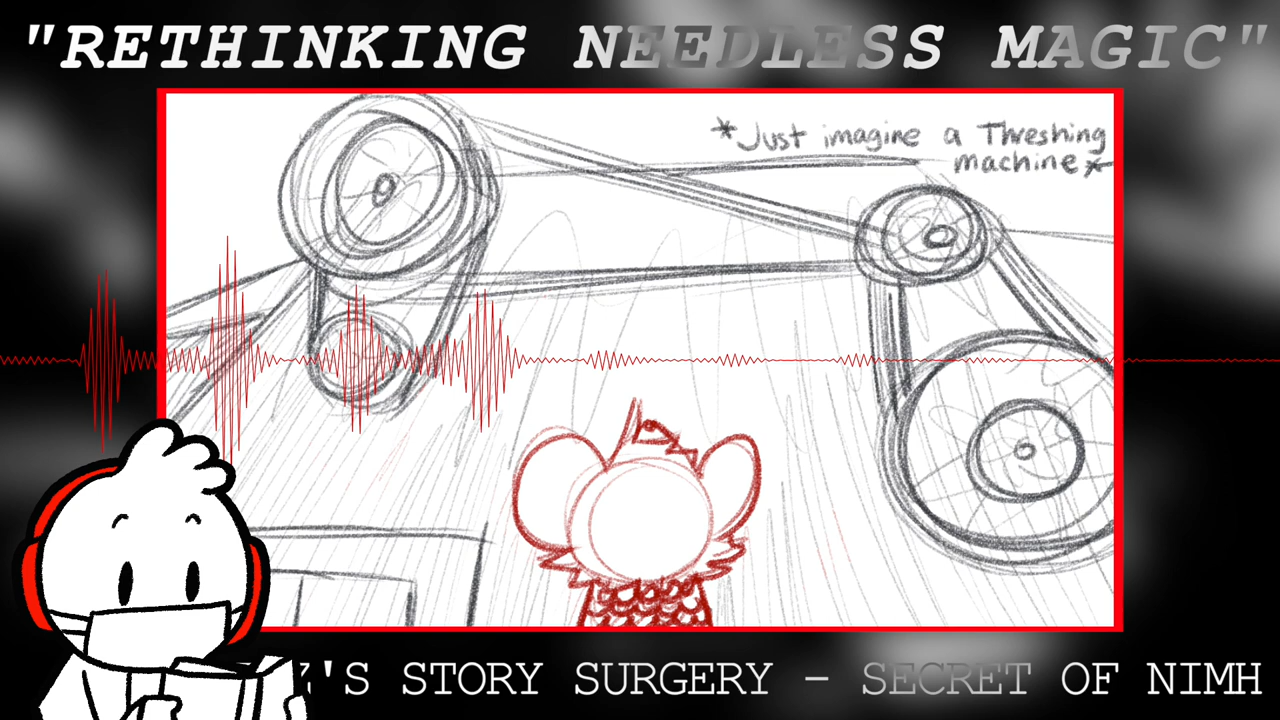 "RETHINKING NEEDLESS MAGIC"
*Just imagine a Threshing
machine*
'S STORY SURGERY - SECRET OF NIMH